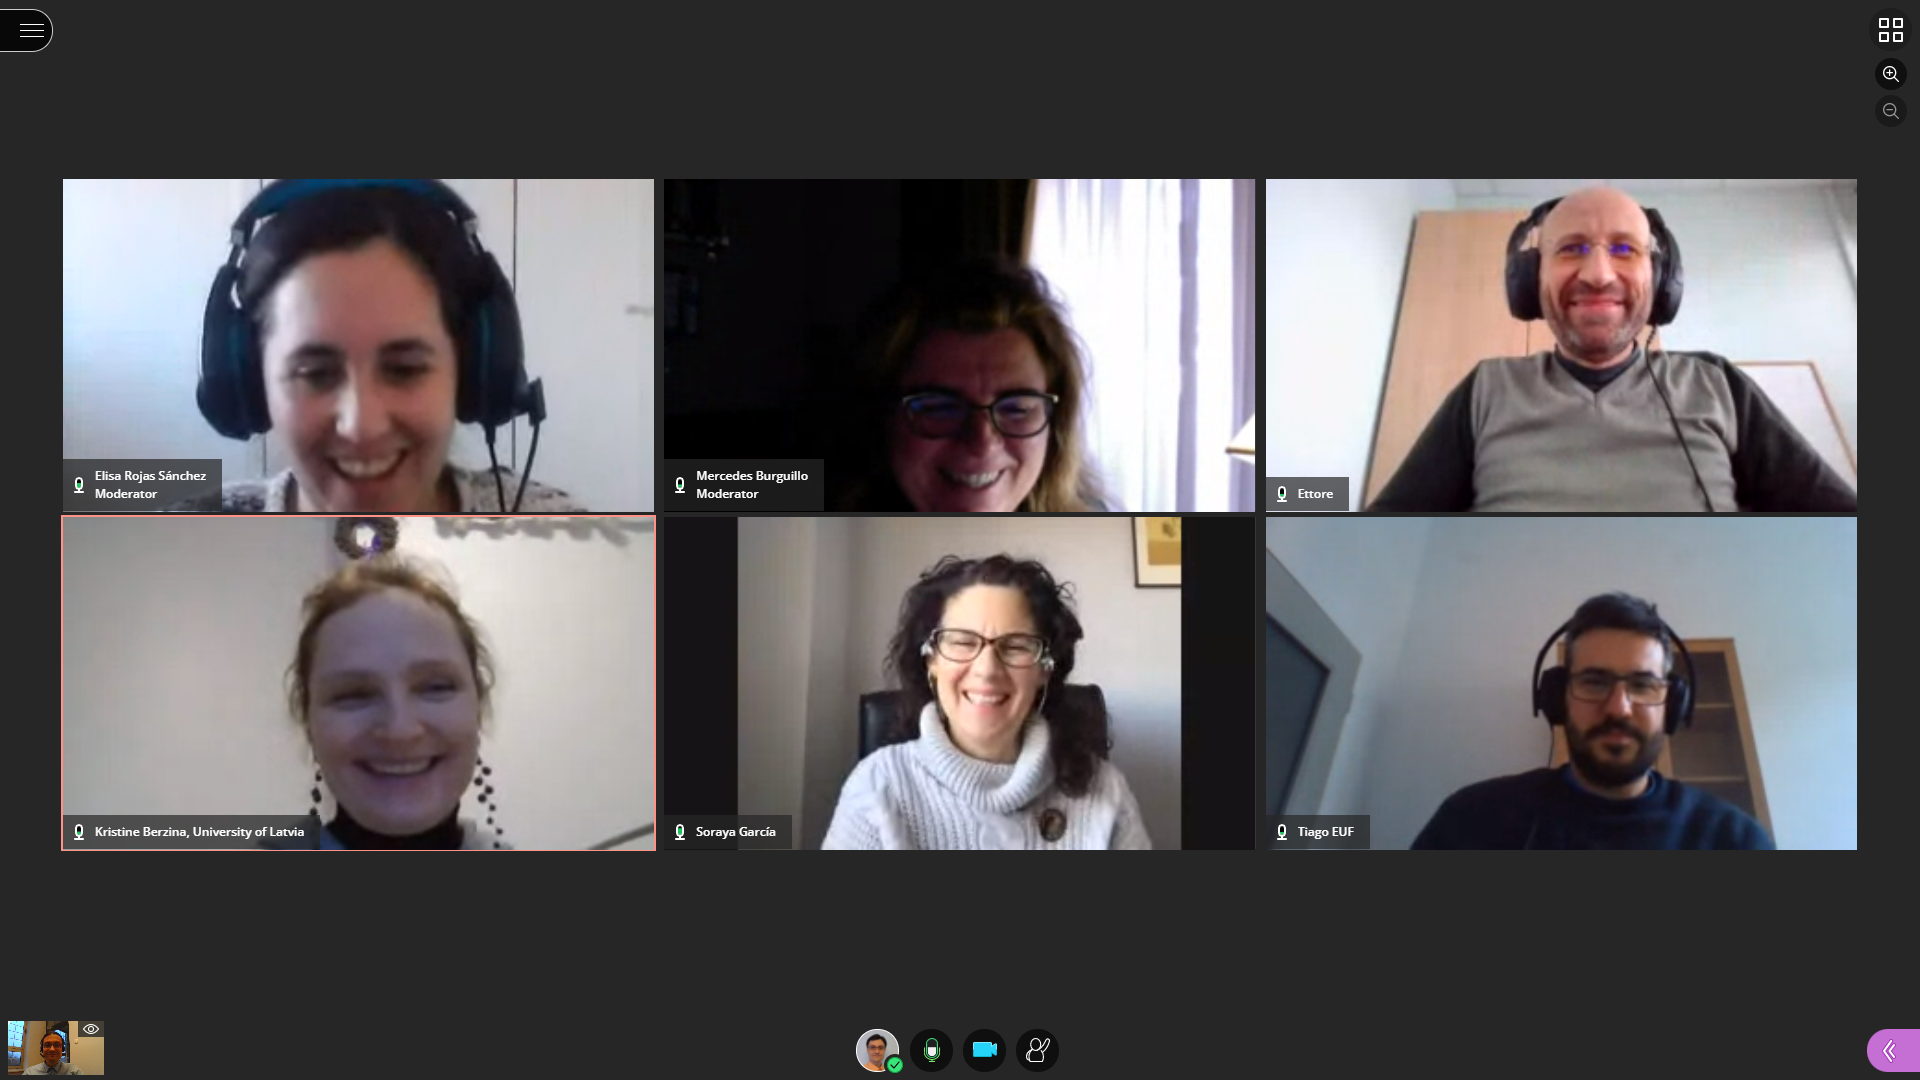 Elisa Rojas Sánchez
Moderator
Mercedes Burguillo
Moderator
Ettore
Kristine Berzina, University of Latvia
Soraya García
Tiago EUF